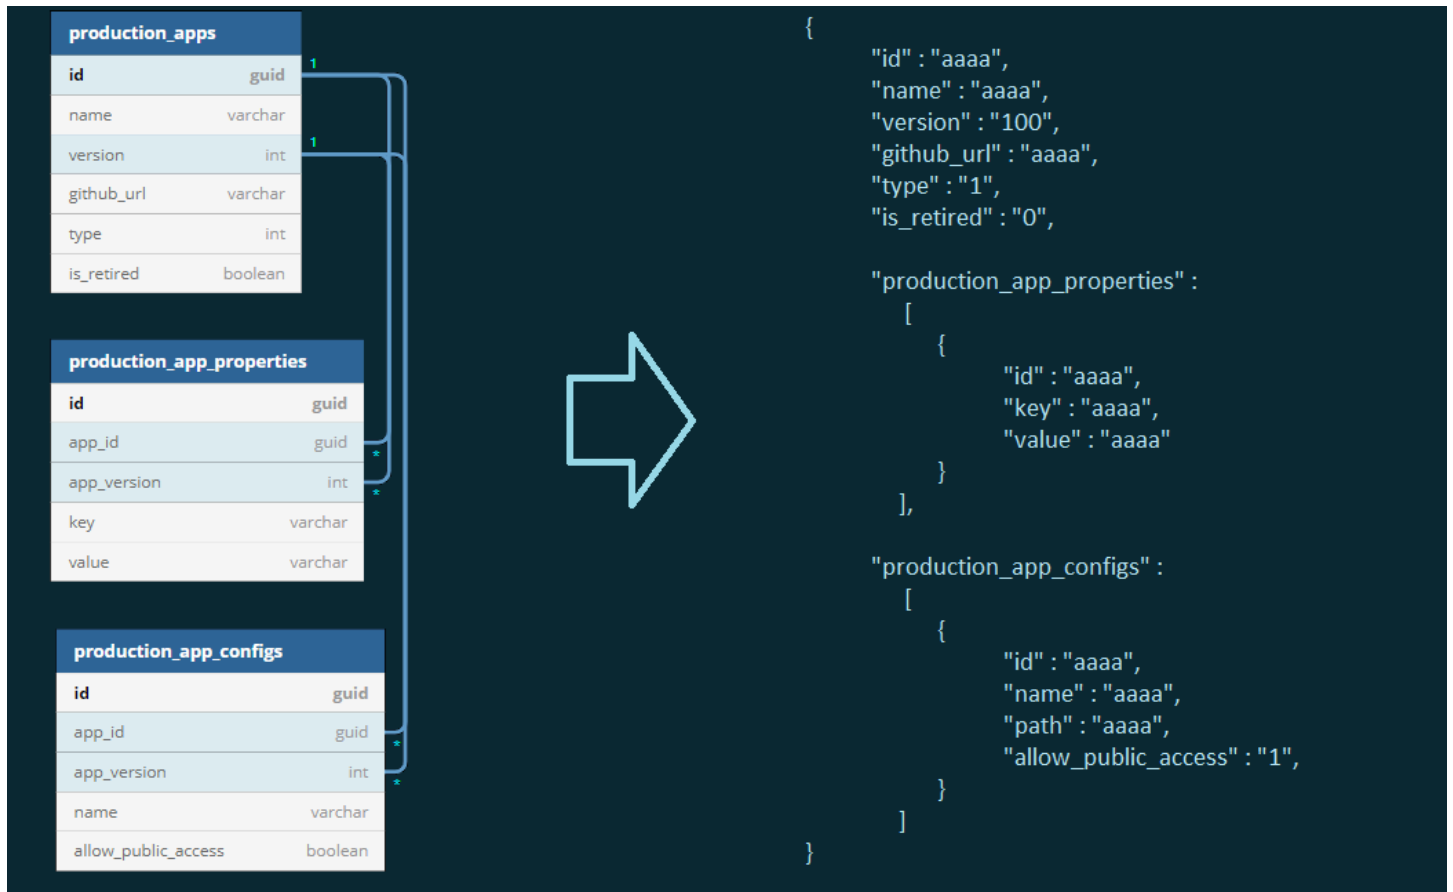 production_apps
id guid
1
name varchar
version int
1
github_url varchar
type int
is_retired boolean
production_app_properties
id guid
app_id guid
*
app_version int
*
key varchar
value varchar
production_app_configs
id guid
app_id guid
*
app_version int
*
name varchar
allow_public_access boolean
{
"id" : "aaaa",
"name" : "aaaa",
"version" : "100",
"github_url" : "aaaa",
"type" : "1",
"is_retired" : "0",
"production_app_properties" :
[
{
"id" : "aaaa",
"key" : "aaaa",
"value" : "aaaa"
}
],
"production_app_configs" :
[
{
"id" : "aaaa",
"name" : "aaaa",
"path" : "aaaa",
"allow_public_access" : "1",
}
]
}